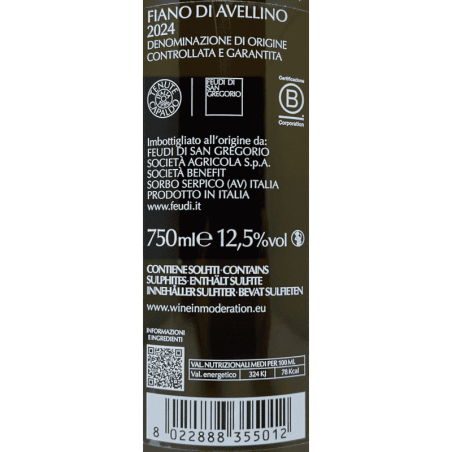 FIANO DI AVELLINO
2024
DENOMINAZIONE DI ORIGINE
CONTROLLATA E GARANTITA
TENUTE
CAPALDO
FEUDI DI
SAN
GREGORIO
Certificazione
B
Corporation
Imbottigliato all'origine da:
FEUDI DI SAN GREGORIO
SOCIETÀ AGRICOLA S.p.A.
SOCIETÀ BENEFIT
SORBO SERPICO (AV) ITALIA
PRODOTTO IN ITALIA
www.feudi.it
750ml℮ 12,5%vol
CONTIENE SOLFITI · CONTAINS
SULPHITES · ENTHÄLT SULFITE
INNEHÅLLER SULFITER · BEVAT SULFIETEN
www.wineinmoderation.eu
INFORMAZIONI
E INGREDIENTI
VAL. NUTRIZIONALI MEDI PER 100 ML
Val. energetico 324 KJ 78 Kcal
8 022888 355012